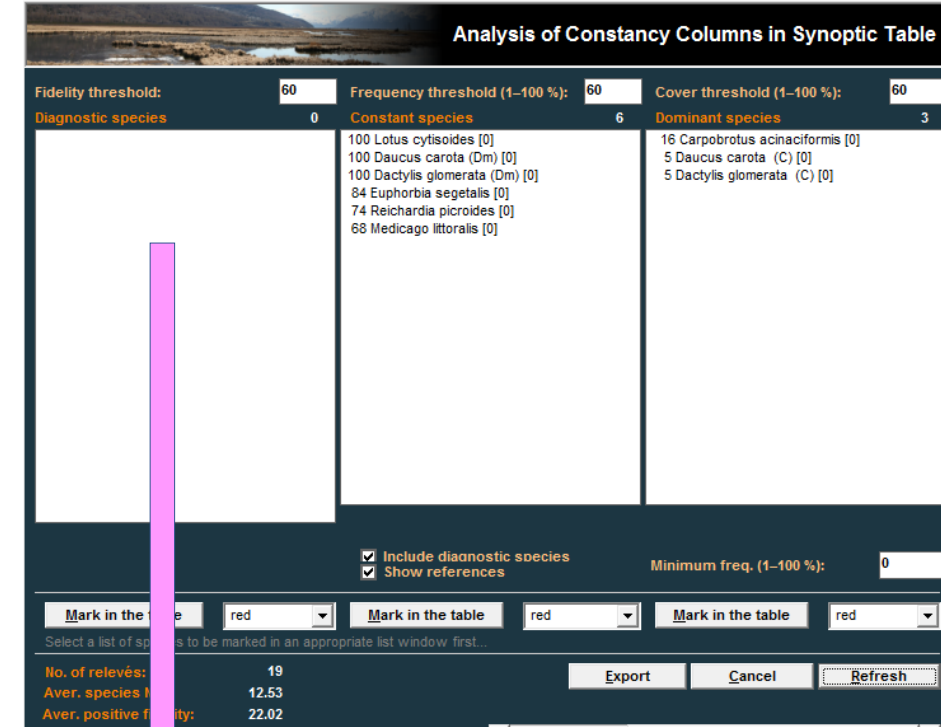 Analysis of Constancy Columns in Synoptic Table
Fidelity threshold: 60 Frequency threshold (1–100 %): 60 Cover threshold (1–100 %): 60
Diagnostic species 0 Constant species 6 Dominant species 3
100 Lotus cytisoides [0]
100 Daucus carota (Dm) [0]
100 Dactylis glomerata (Dm) [0]
84 Euphorbia segetalis [0]
74 Reichardia picroides [0]
68 Medicago littoralis [0]
16 Carpobrotus acinaciformis [0]
5 Daucus carota (C) [0]
5 Dactylis glomerata (C) [0]
Include diagnostic species
Show references
Minimum freq. (1–100 %): 0
Mark in the red Mark in the table red Mark in the table red
Select a list of to be marked in an appropriate list window first...
No. of relevés: 19 Export Cancel Refresh
Aver. species 12.53
Aver. positive 22.02